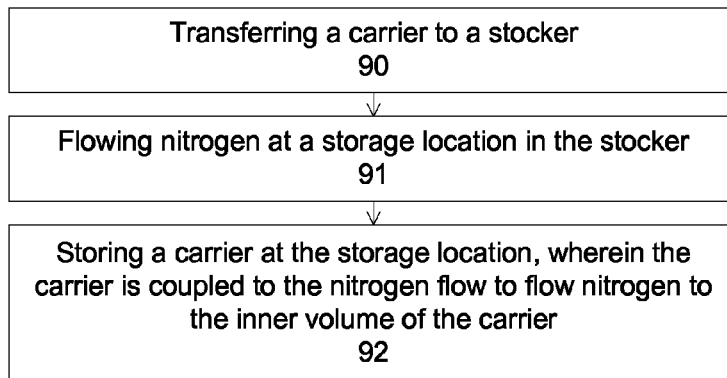 Transferring a carrier to a stocker
90
Flowing nitrogen at a storage location in the stocker
91
Storing a carrier at the storage location, wherein the
carrier is coupled to the nitrogen flow to flow nitrogen to
the inner volume of the carrier
92